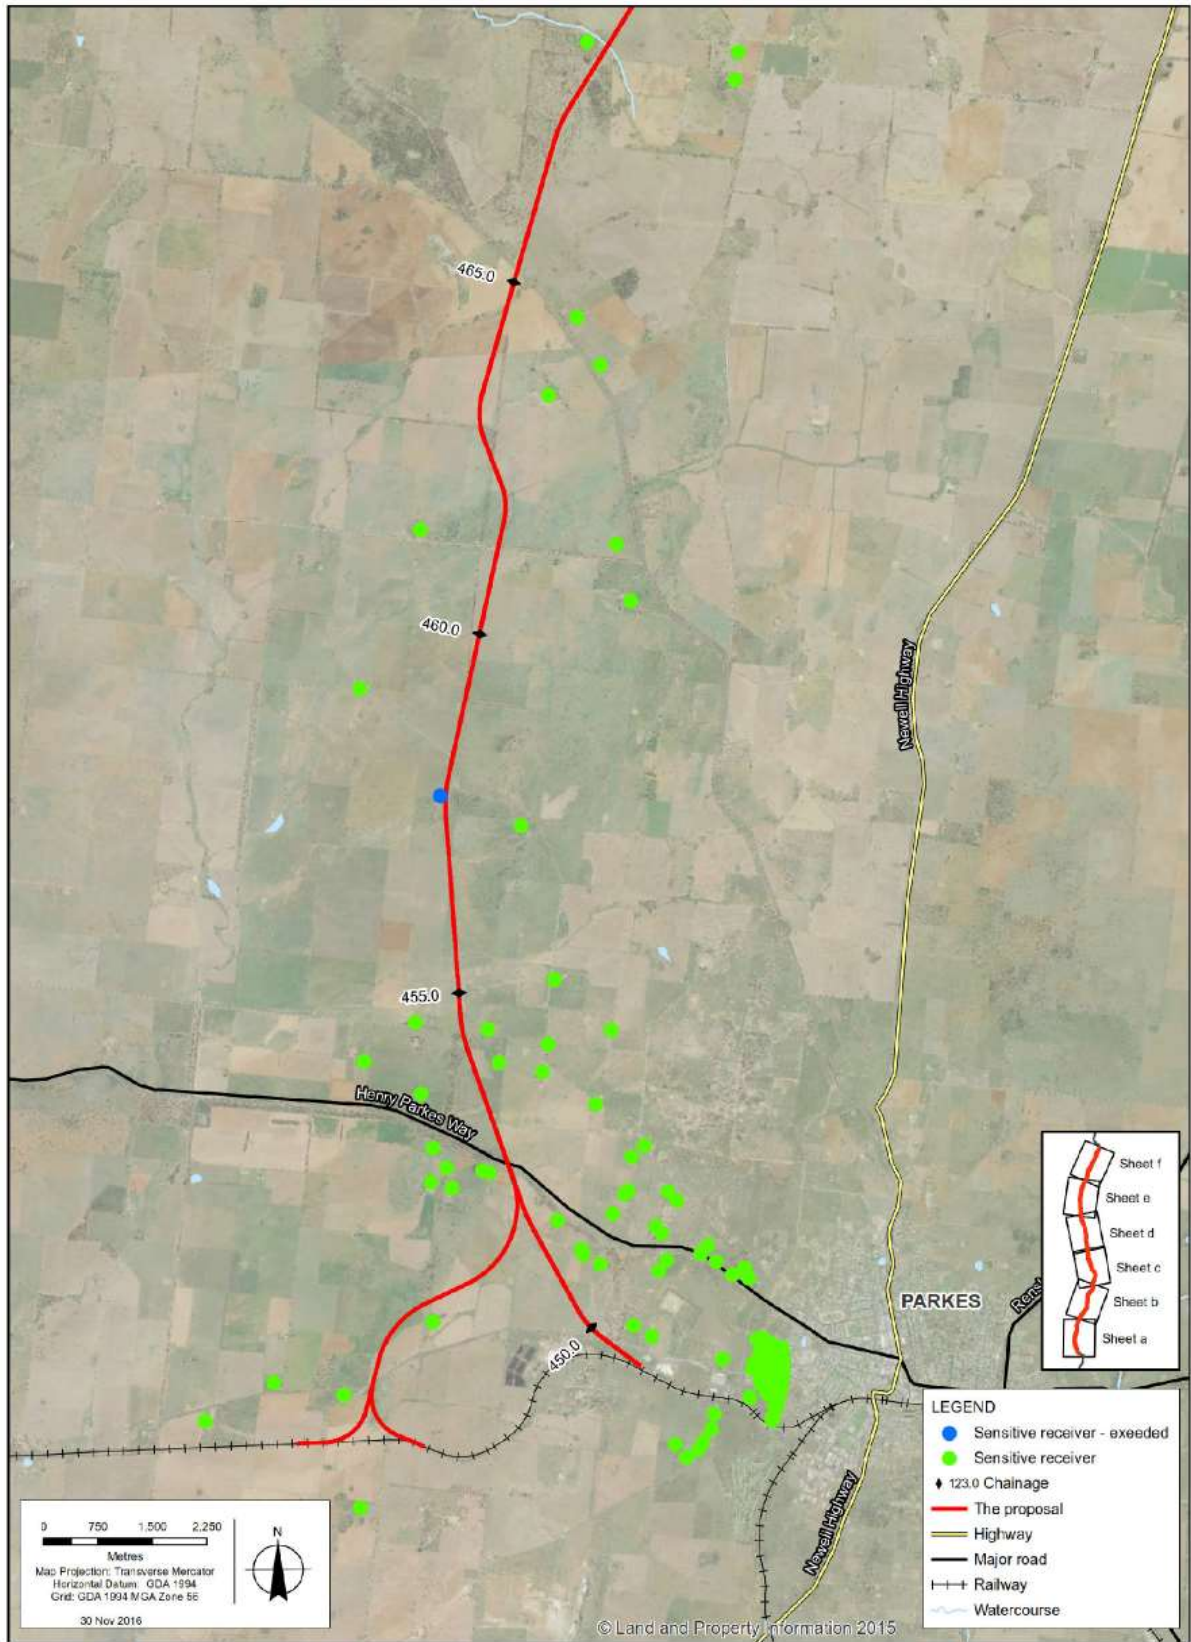 465.0
460.0
Newell Highway
455.0
Henry Parkes Way
Sheet f
Sheet e
Sheet d
Sheet c
Sheet b
Sheet a
PARKES
450.0
LEGEND
Sensitive receiver - exeeded
Sensitive receiver
123.0 Chainage
The proposal
Highway
Major road
Railway
Watercourse
Newell Highway
0 750 1,500 2,250
Metres
Map Projection: Transverse Mercator
Horizontal Datum: GDA 1994
Grid: GDA 1994 MGA Zone 56
30 Nov 2016
N
© Land and Property Information 2015